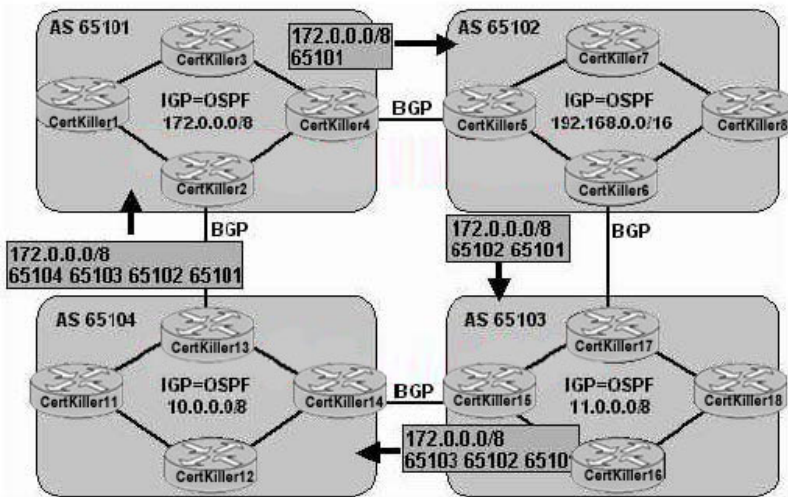 AS 65101
172.0.0.0/8
65101
AS 65102
CertKiller3
CertKiller7
IGP=OSPF
172.0.0.0/8
BGP
IGP=OSPF
192.168.0.0/16
CertKiller1
CertKiller4
CertKiller5
CertKiller8
CertKiller2
CertKiller6
BGP
172.0.0.0/8
65102 65101
BGP
172.0.0.0/8
65104 65103 65102 65101
AS 65104
AS 65103
CertKiller13
CertKiller17
IGP=OSPF
10.0.0.0/8
BGP
IGP=OSPF
11.0.0.0/8
CertKiller11
CertKiller14
CertKiller15
CertKiller18
172.0.0.0/8
65103 65102 6510
CertKiller12
CertKiller16